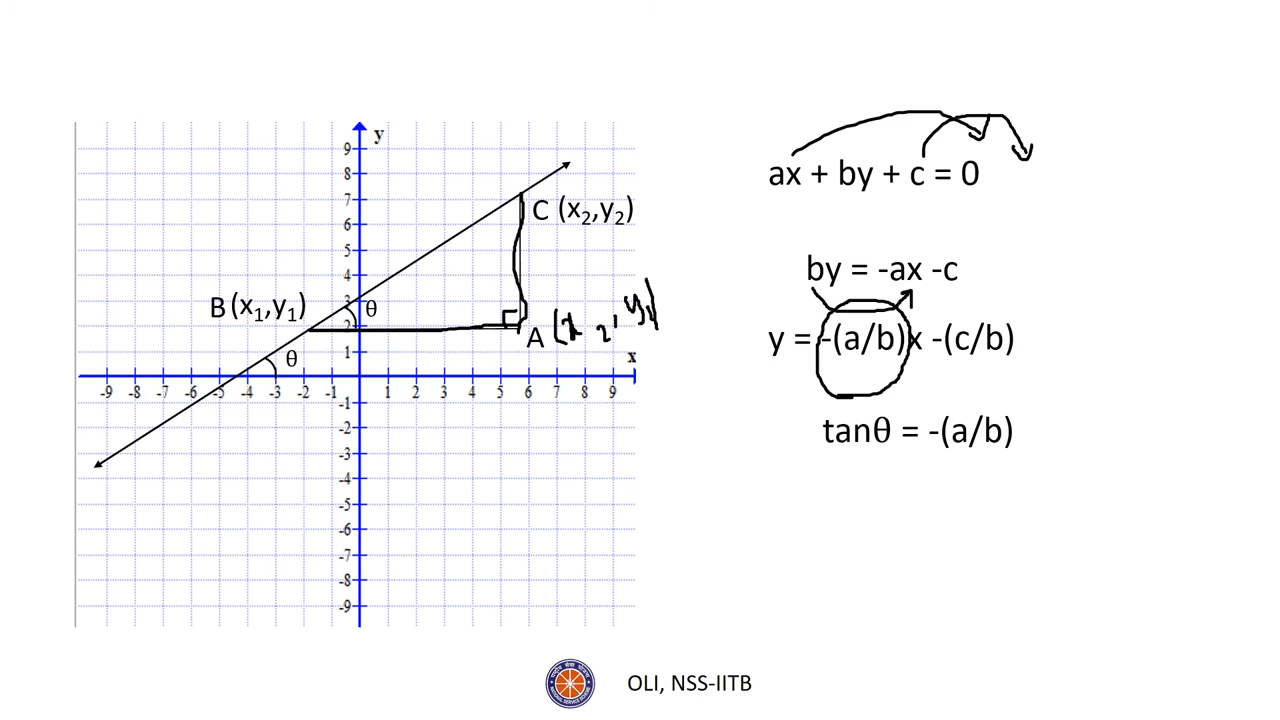 ax + by + c = 0
y
9
8
7
C (x₂,y₂)
6
5
by = -ax -c
4
B (x₁,y₁)
3
θ
2
A (x₂, y₁)
y = -(a/b)x -(c/b)
θ
1
x
-9 -8 -7 -6 -5 -4 -3 -2 -1 1 2 3 4 5 6 7 8 9
-1
-2
tanθ = -(a/b)
-3
-4
-5
-6
-7
-8
-9
OLI, NSS-IITB